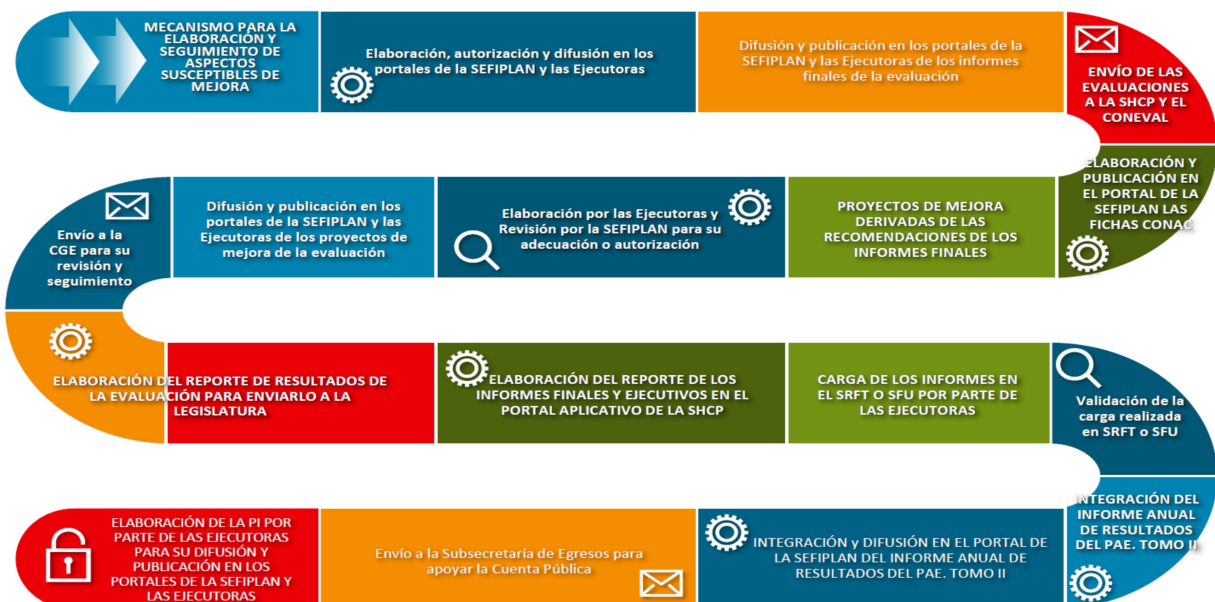 MECANISMO PARA LA
ELABORACIÓN Y
SEGUIMIENTO DE
ASPECTOS
SUSCEPTIBLES DE
MEJORA
Elaboración, autorización y difusión en los
portales de la SEFIPLAN y las Ejecutoras
Difusión y publicación en los portales de la
SEFIPLAN y las Ejecutoras de los informes
finales de la evaluación
ENVÍO DE LAS
EVALUACIONES
A LA SHCP Y EL
CONEVAL
ELABORACIÓN Y
PUBLICACIÓN EN
EL PORTAL DE LA
SEFIPLAN LAS
FICHAS CONAC
PROYECTOS DE MEJORA
DERIVADAS DE LAS
RECOMENDACIONES DE LOS
INFORMES FINALES
Elaboración por las Ejecutoras y
Revisión por la SEFIPLAN para su
adecuación o autorización
Difusión y publicación en los
portales de la SEFIPLAN y las
Ejecutoras de los proyectos de
mejora de la evaluación
Envío a la
CGE para su
revisión y
seguimiento
ELABORACIÓN DEL REPORTE DE RESULTADOS DE
LA EVALUACIÓN PARA ENVIARLO A LA
LEGISLATURA
ELABORACIÓN DEL REPORTE DE LOS
INFORMES FINALES Y EJECUTIVOS EN EL
PORTAL APLICATIVO DE LA SHCP
CARGA DE LOS INFORMES EN
EL SRFT O SFU POR PARTE DE
LAS EJECUTORAS
Validación de la
carga realizada
en SRFT o SFU
INTEGRACIÓN DEL
INFORME ANUAL
DE RESULTADOS
DEL PAE. TOMO II
INTEGRACIÓN y DIFUSIÓN EN EL PORTAL DE
LA SEFIPLAN DEL INFORME ANUAL DE
RESULTADOS DEL PAE. TOMO II
Envío a la Subsecretaría de Egresos para
apoyar la Cuenta Pública
ELABORACIÓN DE LA PI POR
PARTE DE LAS EJECUTORAS
PARA SU DIFUSIÓN Y
PUBLICACIÓN EN LOS
PORTALES DE LA SEFIPLAN Y
LAS EJECUTORAS